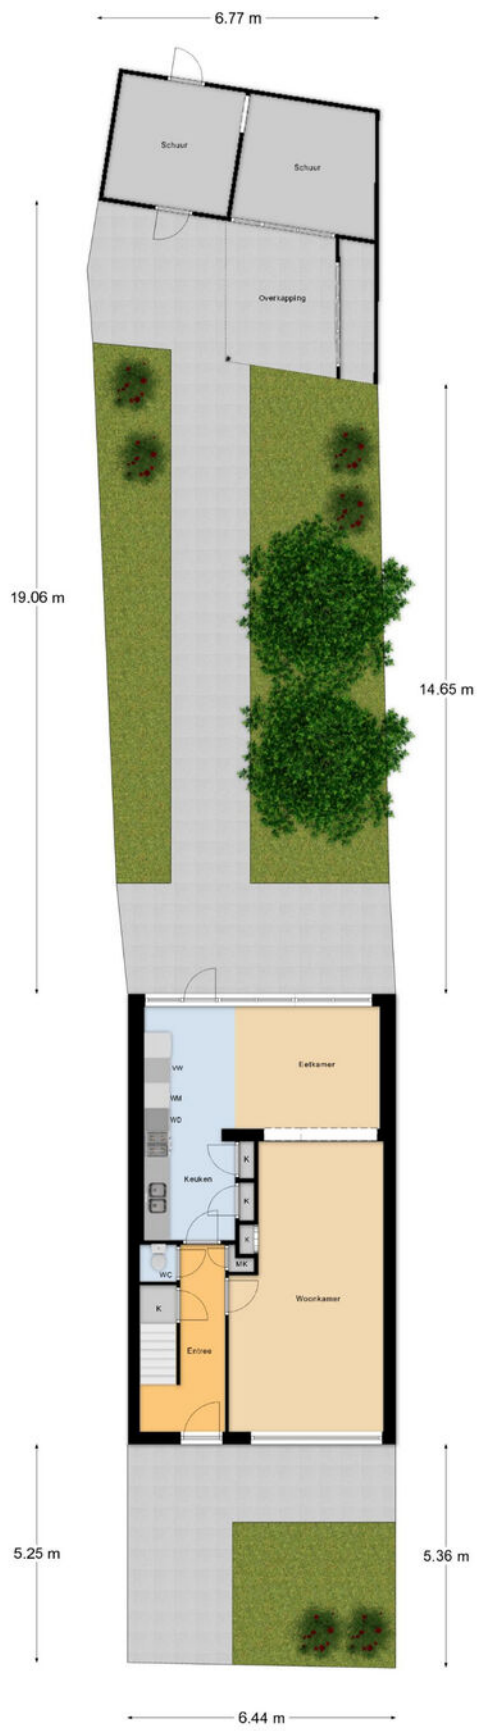 6.77 m
Schuur
Schuur
Overkapping
19.06 m
14.65 m
Eetkamer
VW
WM
WD
K
Keuken
K
K
MK
WC
Woonkamer
K
Entree
5.25 m
5.36 m
6.44 m